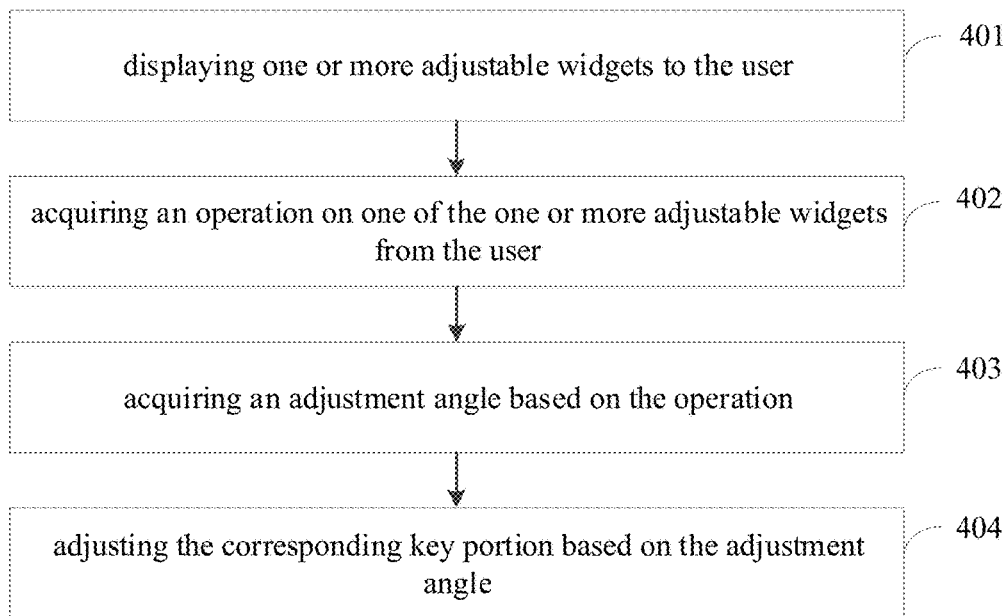 displaying one or more adjustable widgets to the user
401
acquiring an operation on one of the one or more adjustable widgets
from the user
402
acquiring an adjustment angle based on the operation
403
adjusting the corresponding key portion based on the adjustment
angle
404